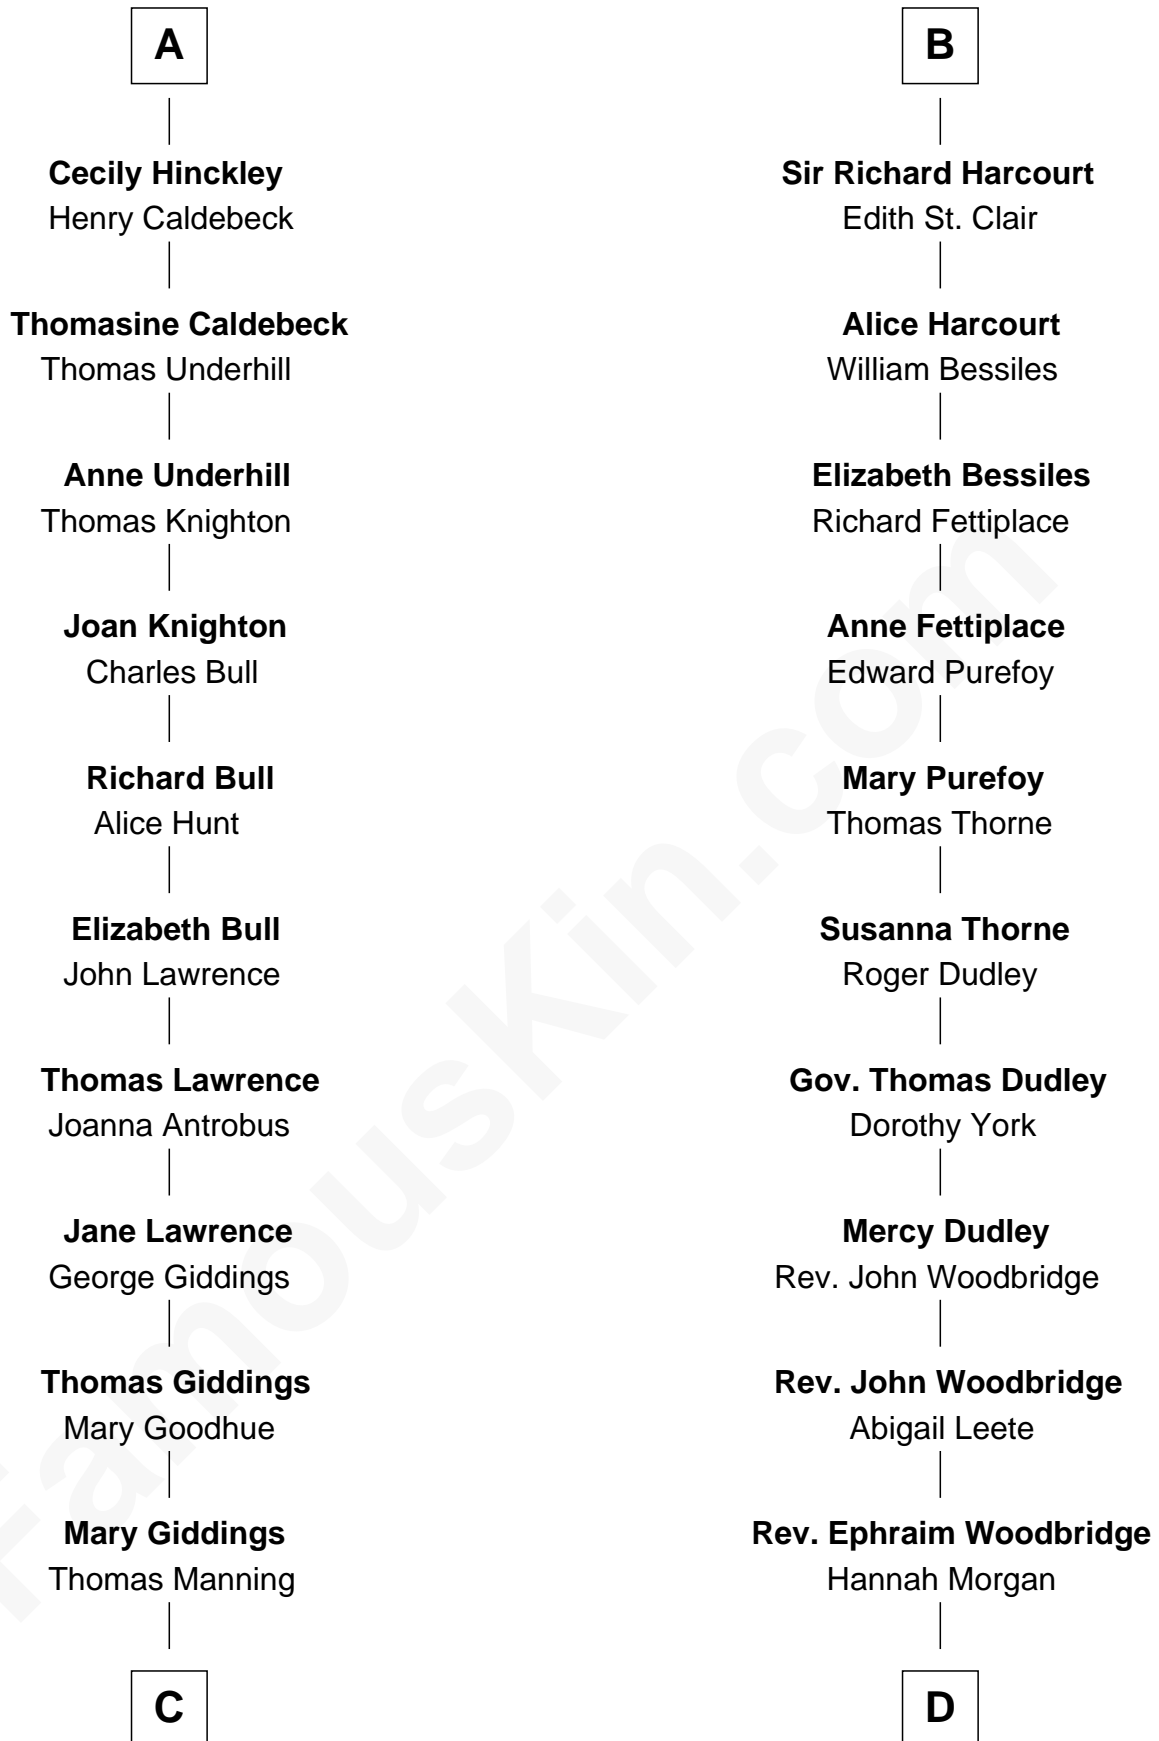 A
Cecily Hinckley
Henry Caldebeck
Thomasine Caldebeck
Thomas Underhill
Anne Underhill
Thomas Knighton
Joan Knighton
Charles Bull
Richard Bull
Alice Hunt
Elizabeth Bull
John Lawrence
Thomas Lawrence
Joanna Antrobus
Jane Lawrence
George Giddings
Thomas Giddings
Mary Goodhue
Mary Giddings
Thomas Manning
C
B
Sir Richard Harcourt
Edith St. Clair
Alice Harcourt
William Bessiles
Elizabeth Bessiles
Richard Fettiplace
Anne Fettiplace
Edward Purefoy
Mary Purefoy
Thomas Thorne
Susanna Thorne
Roger Dudley
Gov. Thomas Dudley
Dorothy York
Mercy Dudley
Rev. John Woodbridge
Rev. John Woodbridge
Abigail Leete
Rev. Ephraim Woodbridge
Hannah Morgan
D
FamousKin.com